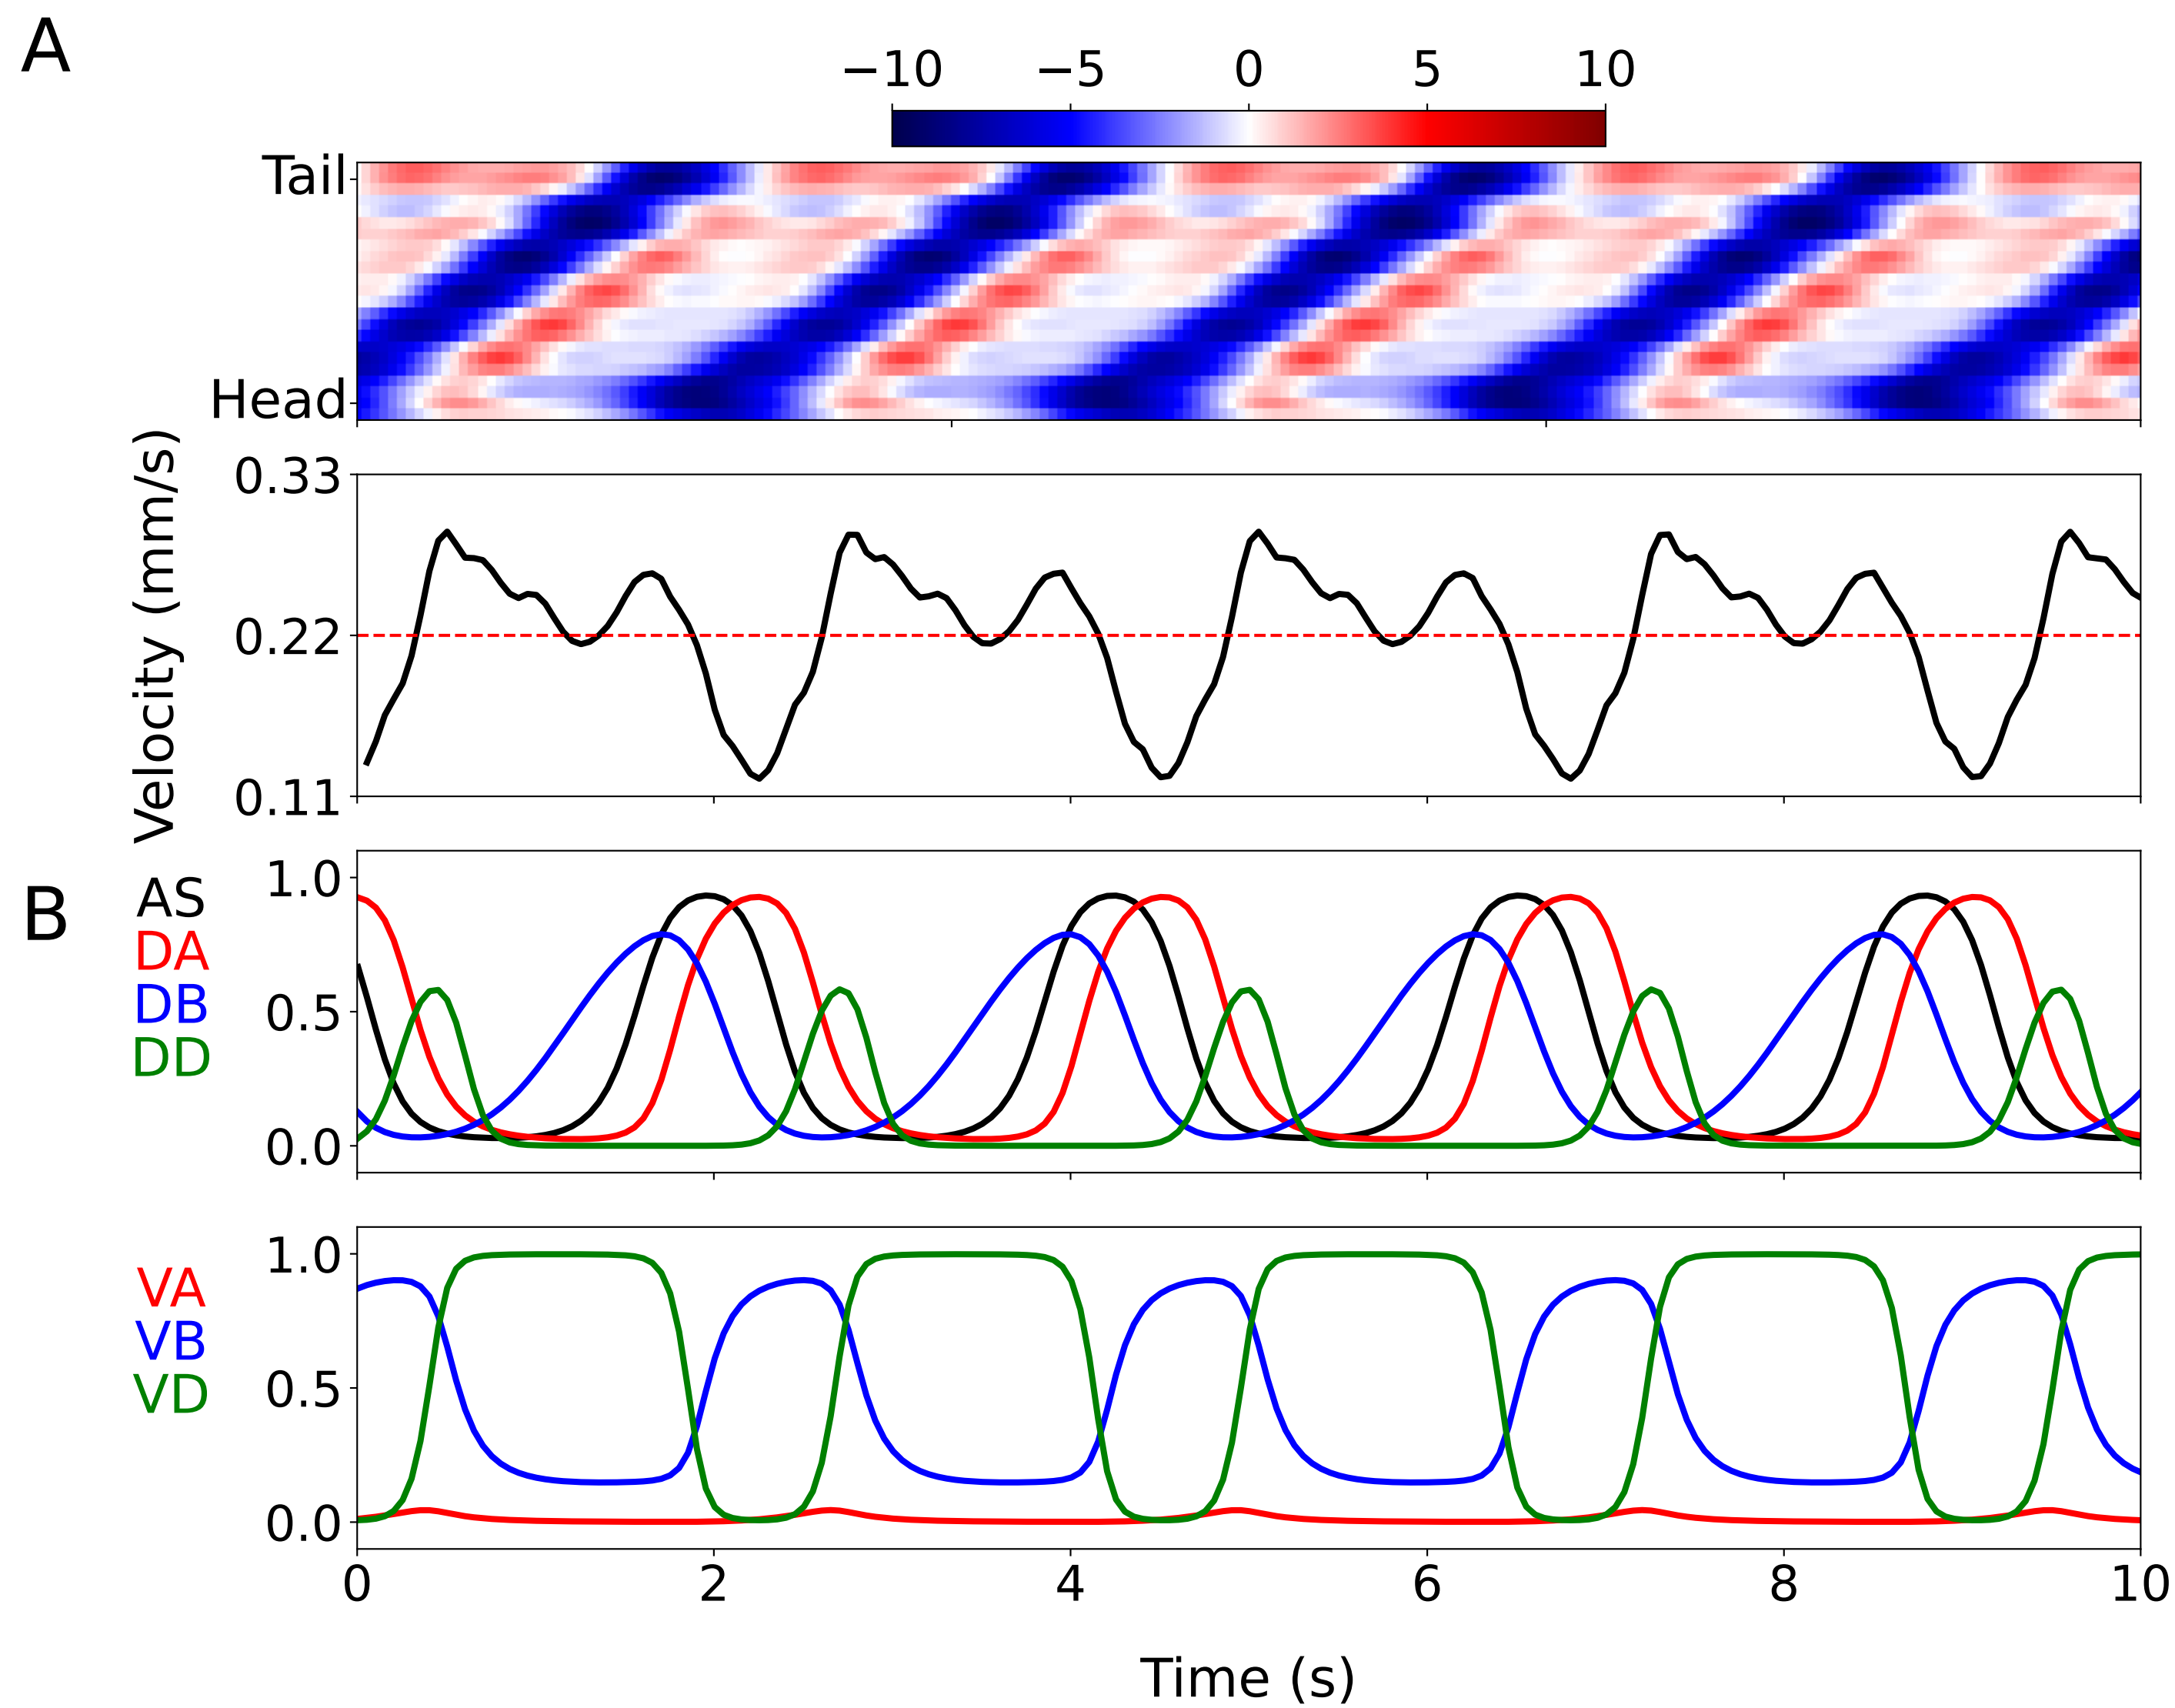 A
−10 −5 0 5 10
Tail
Head
Velocity (mm/s)
0.33
0.22
0.11
B
AS
DA
DB
DD
1.0
0.5
0.0
VA
VB
VD
1.0
0.5
0.0
0 2 4 6 8 10
Time (s)